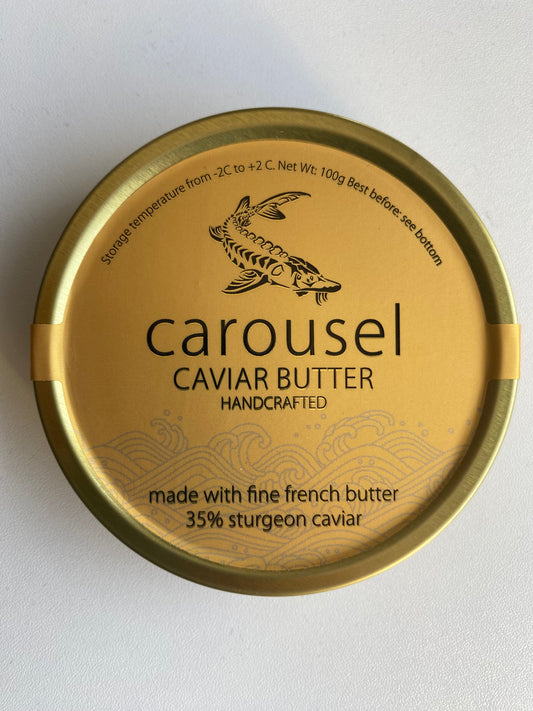 Storage temperature from -2C to +2 C. Net Wt: 100g Best before: see bottom
carousel
CAVIAR BUTTER
HANDCRAFTED
made with fine french butter
35% sturgeon caviar